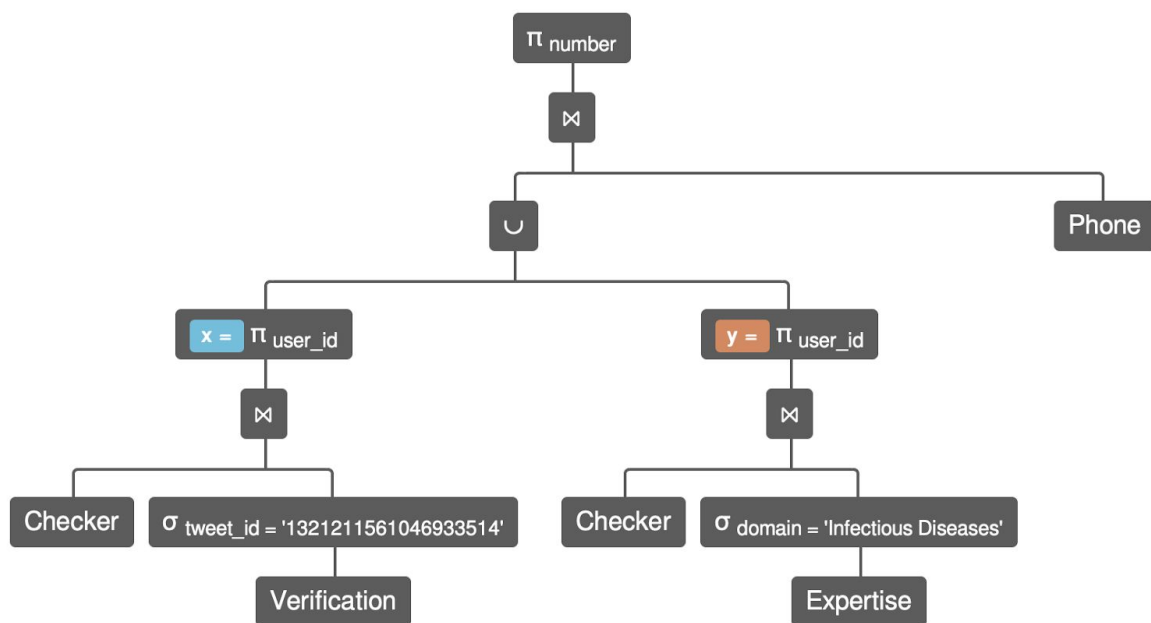 π number
⋈
∪
Phone
x = π user_id
y = π user_id
⋈
⋈
Checker
σ tweet_id = '1321211561046933514'
Checker
σ domain = 'Infectious Diseases'
Verification
Expertise